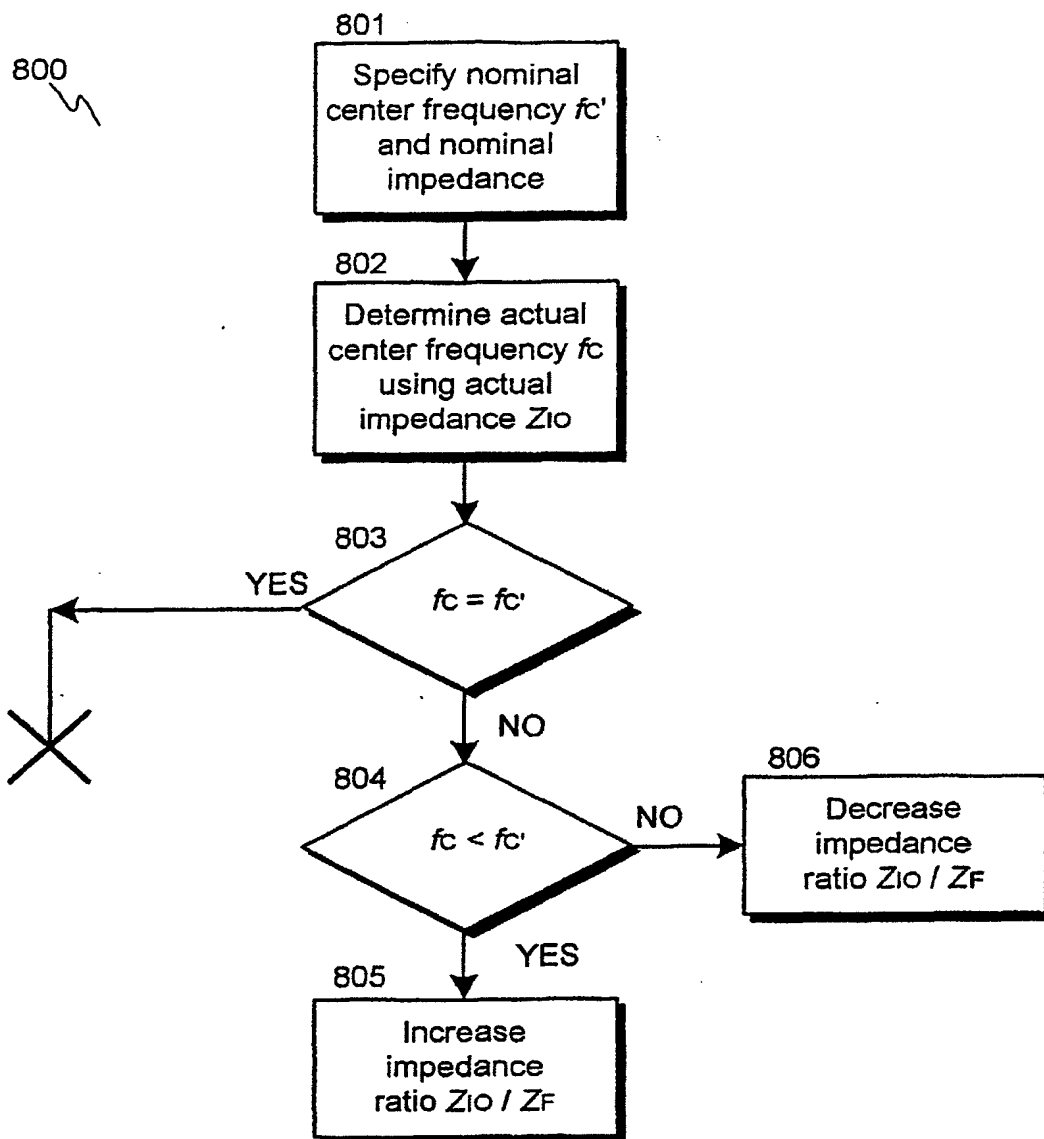 800
801
Specify nominal
center frequency fc'
and nominal
impedance
802
Determine actual
center frequency fc
using actual
impedance ZIO
803
YES
fc = fc'
NO
804
fc < fc'
NO
806
Decrease
impedance
ratio ZIO / ZF
YES
805
Increase
impedance
ratio ZIO / ZF